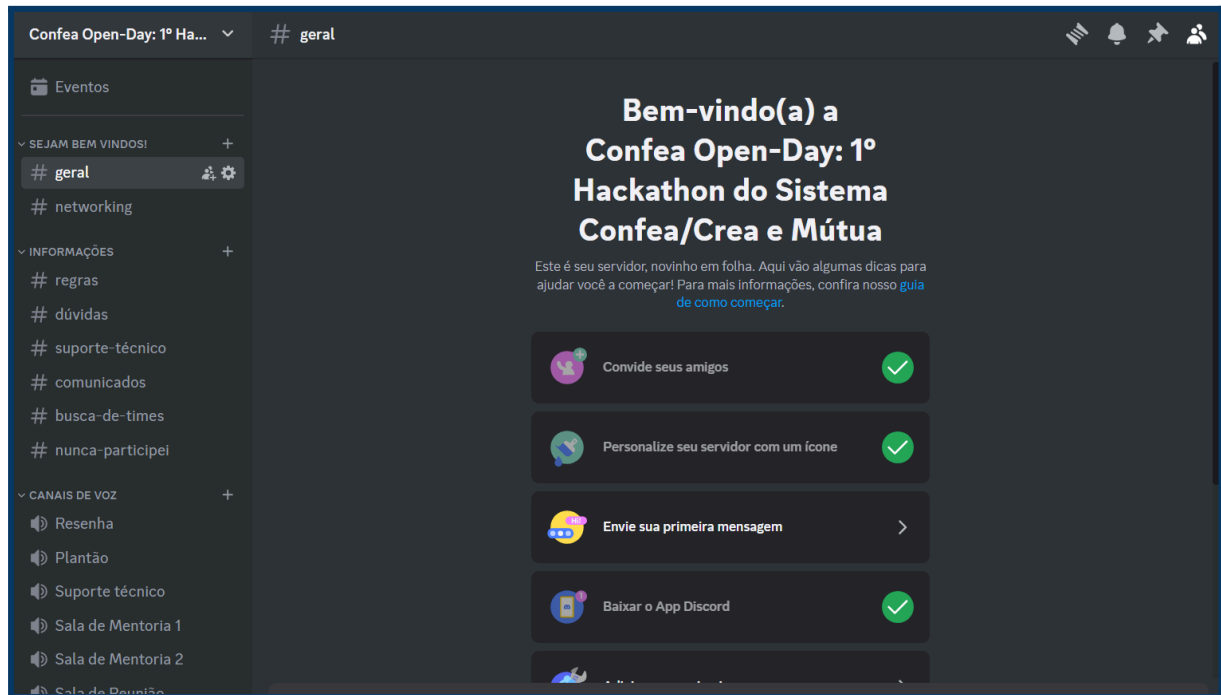 Confea Open-Day: 1º Ha...
geral
Eventos
SEJAM BEM VINDOS!
geral
networking
INFORMAÇÕES
regras
dúvidas
suporte-técnico
comunicados
busca-de-times
nunca-participei
CANAIS DE VOZ
Resenha
Plantão
Suporte técnico
Sala de Mentoria 1
Sala de Mentoria 2
Sala de Reunião
Bem-vindo(a) a
Confea Open-Day: 1º
Hackathon do Sistema
Confea/Crea e Mútua
Este é seu servidor, novinho em folha. Aqui vão algumas dicas para
ajudar você a começar! Para mais informações, confira nosso guia
de como começar.
Convide seus amigos
Personalize seu servidor com um ícone
Envie sua primeira mensagem
Baixar o App Discord